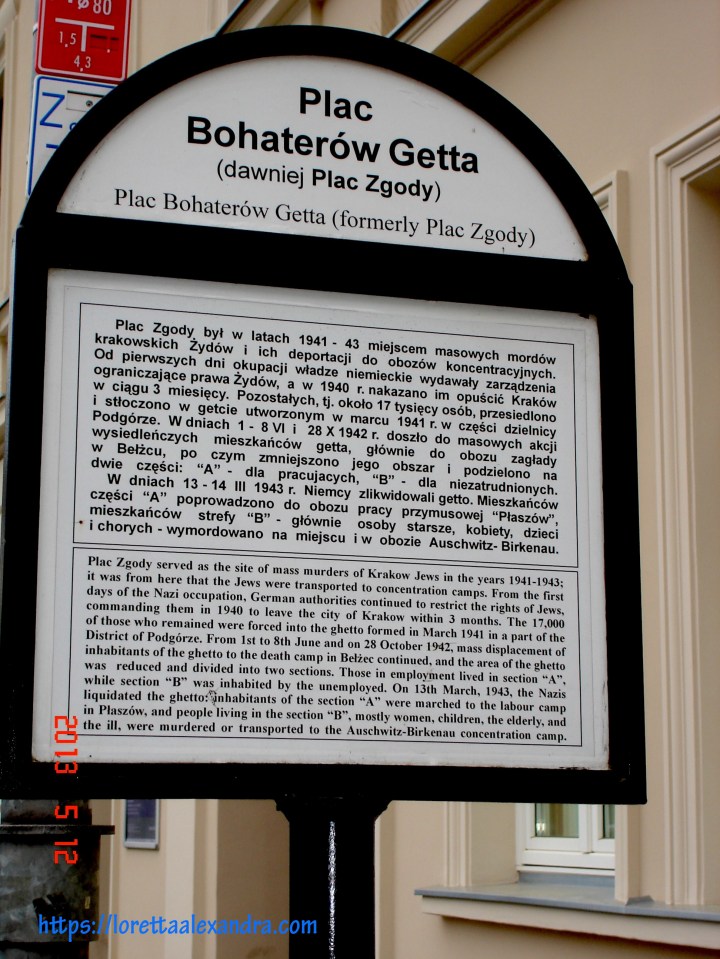 ø80
1,5
4,3
Z
Plac
Bohaterów Getta
(dawniej Plac Zgody)
Plac Bohaterów Getta (formerly Plac Zgody)
Plac Zgody był w latach 1941 - 43 miejscem masowych mordów
krakowskich Żydów i ich deportacji do obozów koncentracyjnych.
Od pierwszych dni okupacji władze niemieckie wydawały zarządzenia
ograniczające prawa Żydów, a w 1940 r. nakazano im opuścić Kraków
w ciągu 3 miesięcy. Pozostałych, tj. około 17 tysięcy osób, przesiedlono
i stłoczono w getcie utworzonym w marcu 1941 r. w części dzielnicy
Podgórze. W dniach 1 - 8 VI i 28 X 1942 r. doszło do masowych akcji
wysiedleńczych mieszkańców getta, głównie do obozu zagłady
w Bełżcu, po czym zmniejszono jego obszar i podzielono na
dwie części: “A” - dla pracujacych, “B” - dla niezatrudnionych.
W dniach 13 - 14 III 1943 r. Niemcy zlikwidowali getto. Mieszkańców
części “A” poprowadzono do obozu pracy przymusowej “Płaszów”,
mieszkańców strefy “B” - głównie osoby starsze, kobiety, dzieci
i chorych - wymordowano na miejscu i w obozie Auschwitz- Birkenau.
Plac Zgody served as the site of mass murders of Krakow Jews in the years 1941-1943;
it was from here that the Jews were transported to concentration camps. From the first
days of the Nazi occupation, German authorities continued to restrict the rights of Jews,
commanding them in 1940 to leave the city of Krakow within 3 months. The 17,000
of those who remained were forced into the ghetto formed in March 1941 in a part of the
District of Podgórze. From 1st to 8th June and on 28 October 1942, mass displacement of
inhabitants of the ghetto to the death camp in Bełżec continued, and the area of the ghetto
was reduced and divided into two sections. Those in employment lived in section “A”,
while section “B” was inhabited by the unemployed. On 13th March, 1943, the Nazis
liquidated the ghetto: inhabitants of the section “A” were marched to the labour camp
in Płaszów, and people living in the section “B”, mostly women, children, the elderly, and
the ill, were murdered or transported to the Auschwitz-Birkenau concentration camp.
2013 5 12
https://lorettaalexandra.com